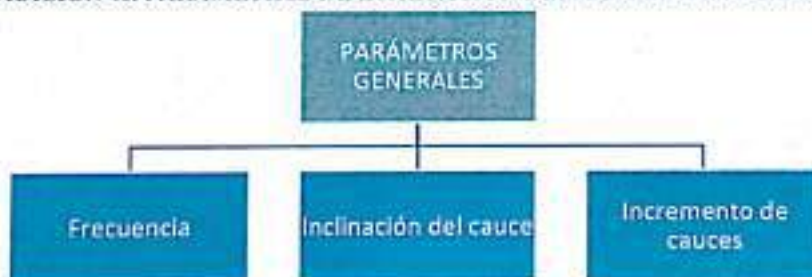 PARÁMETROS
GENERALES
Frecuencia
Inclinación del cauce
Incremento de
cauces